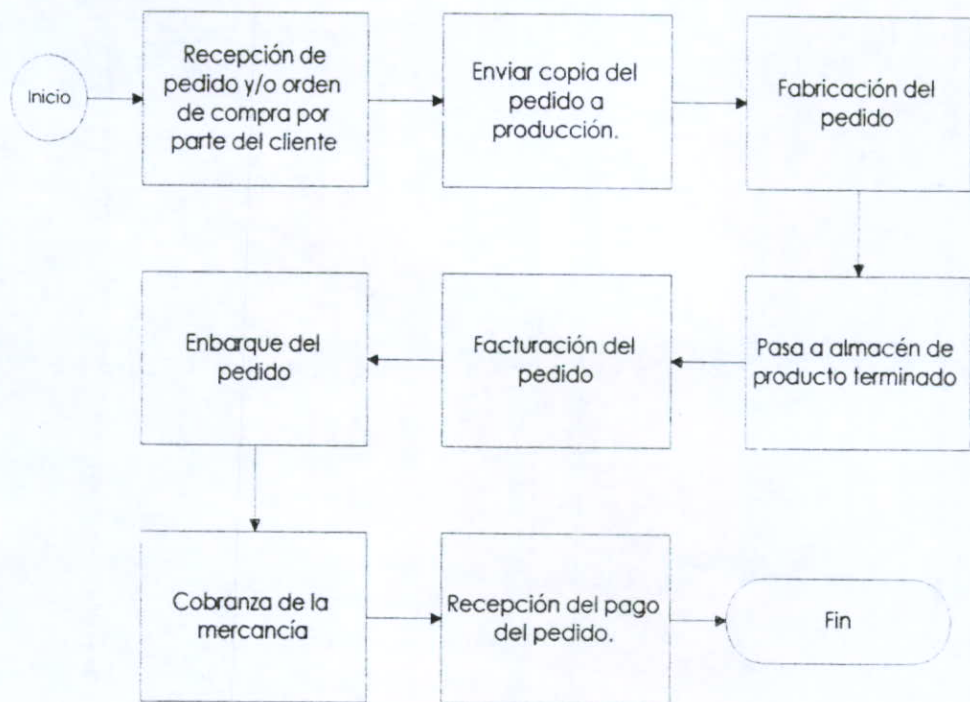 Inicio
Recepción de
pedido y/o orden
de compra por
parte del cliente
Enviar copia del
pedido a
producción.
Fabricación del
pedido
Pasa a almacén de
producto terminado
Facturación del
pedido
Enbarque del
pedido
Cobranza de la
mercancía
Recepción del pago
del pedido.
Fin